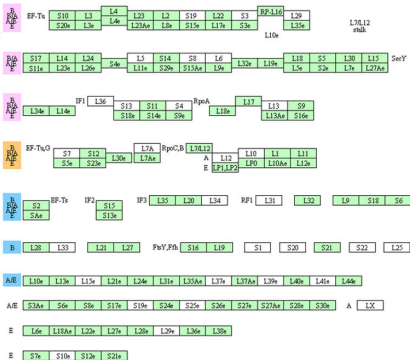 B EF-Tu S10 L3 L4 L23 L2 S19 L22 S3 RP-L16 L29
B/A
A/E S20e L3e L4e L23Ae L8e S15e L17e S3e L35e L7/L12
E L10e stalk
B S17 L14 L24 L5 S14 S8 L6 L18 S5 L30 L15 SecY
B/A S4e L32e L19e
A/E S11e L23e L26e L11e S29e S15Ae L9e L5e S2e L7e L27Ae
E
B IF1 L36 RpoA L17
B/A S13 S11 S4 L13 S9
A/E L34e L14e S18e S14e S9e L18e L13Ae S16e
E
B EF-Tu,G L7A RpoC,B L7/L12
B/A S7 S12 A L12 L10 L1 L11
A/E S5e S23e L30e L7Ae E LP1,LP2 LP0 L10Ae L12e
E
B S2 EF-Ts IF2 S15 IF3 L35 L20 L34 RF1 L31 L32 L9 S18 S6
B/A
A/E SAe S13e
E
B L28 L33 L21 L27 FtsY,Ffh S16 L19 S1 S20 S21 S22 L25
A/E L10e L13e L15e L21e L24e L31e L35Ae L37e L37Ae L39e L40e L41e L44e
A/E S3Ae S6e S8e S17e S19e S24e S25e S26e S27e S27Ae S28e S30e A LX
E L6e L18Ae L22e L27e L28e L29e L36e L38e
E S7e S10e S12e S21e